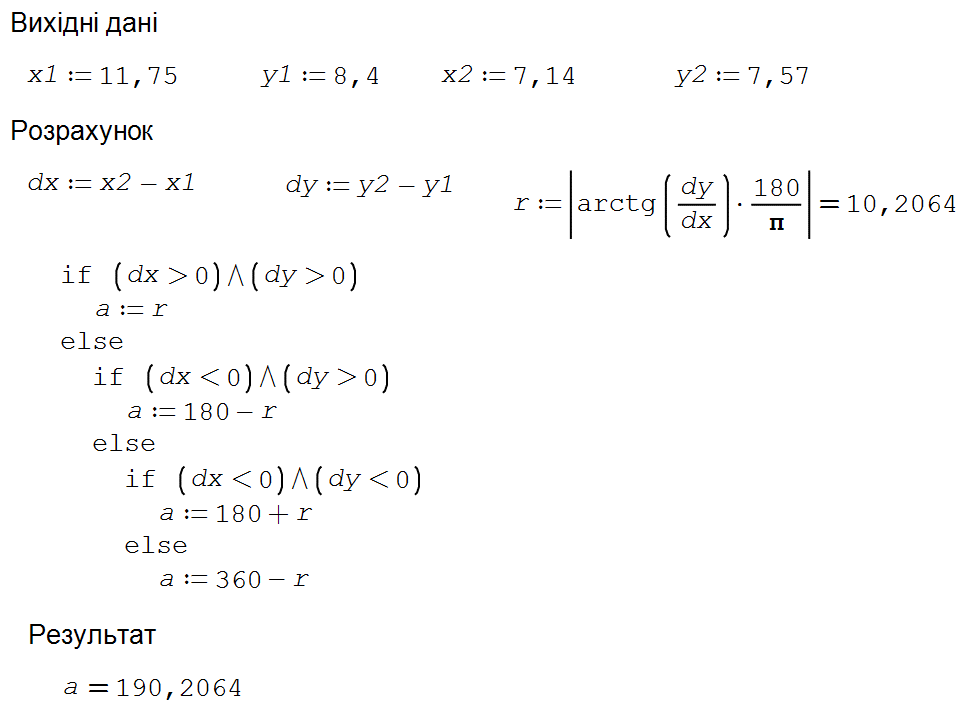 Вихідні дані
x1 := 11,75 y1 := 8,4 x2 := 7,14 y2 := 7,57
Розрахунок
dx := x2 − x1 dy := y2 − y1 r := |arctg(dy/dx) · 180/π| = 10,2064
if (dx > 0) ∧ (dy > 0)
a := r
else
if (dx < 0) ∧ (dy > 0)
a := 180 − r
else
if (dx < 0) ∧ (dy < 0)
a := 180 + r
else
a := 360 − r
Результат
a = 190,2064